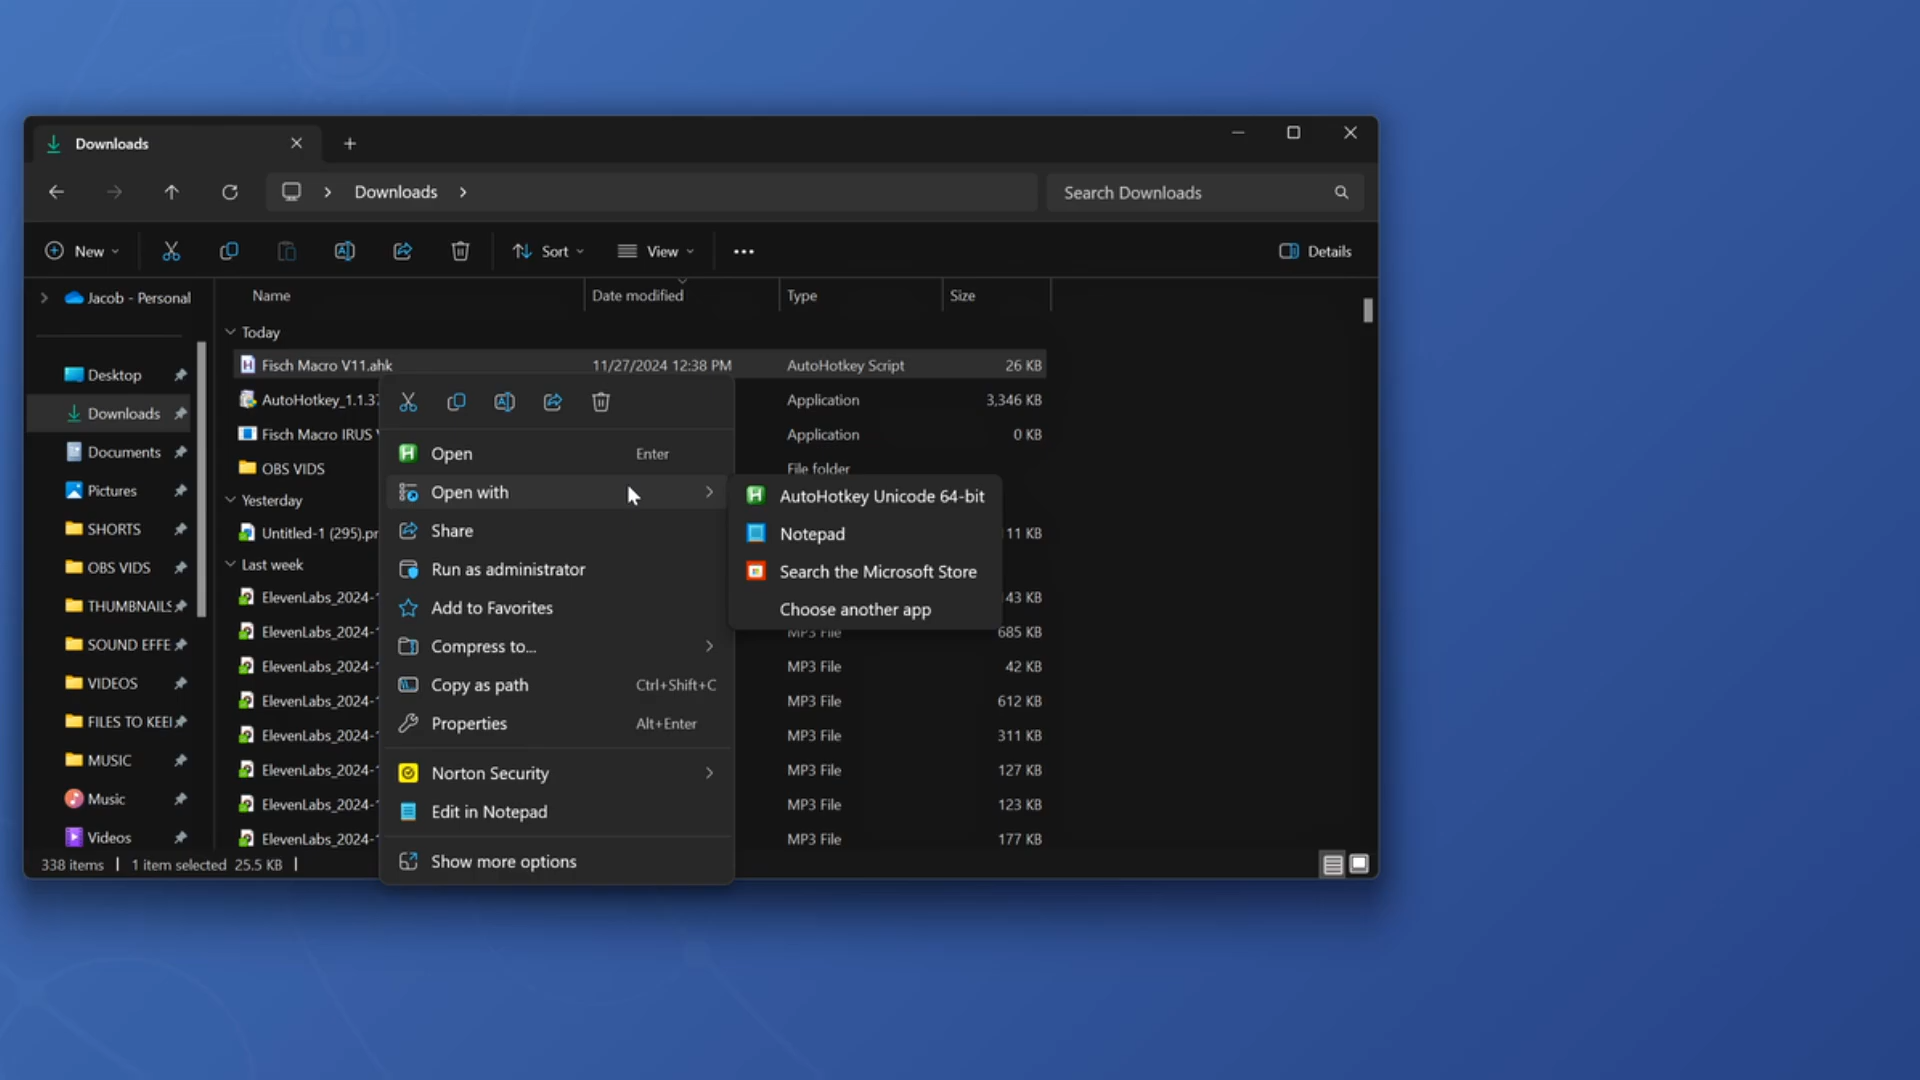 Downloads
Downloads
Search Downloads
New
Sort
View
Details
Jacob - Personal
Desktop
Downloads
Documents
Pictures
SHORTS
OBS VIDS
THUMBNAILS
SOUND EFFE
VIDEOS
FILES TO KEEI
MUSIC
Music
Videos
Name Date modified Type Size
Today
Fisch Macro V11.ahk 11/27/2024 12:38 PM AutoHotkey Script 26 KB
AutoHotkey_1.1.37 Application 3,346 KB
Fisch Macro IRUS Application 0 KB
OBS VIDS File folder
Yesterday
Untitled-1 (295).pr 11 KB
Last week
ElevenLabs_2024- 43 KB
ElevenLabs_2024- MP3 File 685 KB
ElevenLabs_2024- MP3 File 42 KB
ElevenLabs_2024- MP3 File 612 KB
ElevenLabs_2024- MP3 File 311 KB
ElevenLabs_2024- MP3 File 127 KB
ElevenLabs_2024- MP3 File 123 KB
ElevenLabs_2024- MP3 File 177 KB
Open Enter
Open with
Share
Run as administrator
Add to Favorites
Compress to...
Copy as path Ctrl+Shift+C
Properties Alt+Enter
Norton Security
Edit in Notepad
Show more options
AutoHotkey Unicode 64-bit
Notepad
Search the Microsoft Store
Choose another app
338 items 1 item selected 25.5 KB